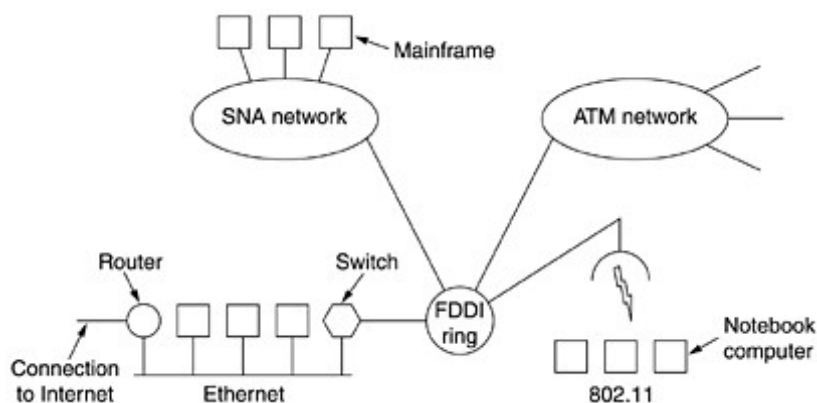 Mainframe
SNA network
ATM network
Router
Switch
FDDI
ring
Connection
to Internet
Ethernet
Notebook
computer
802.11